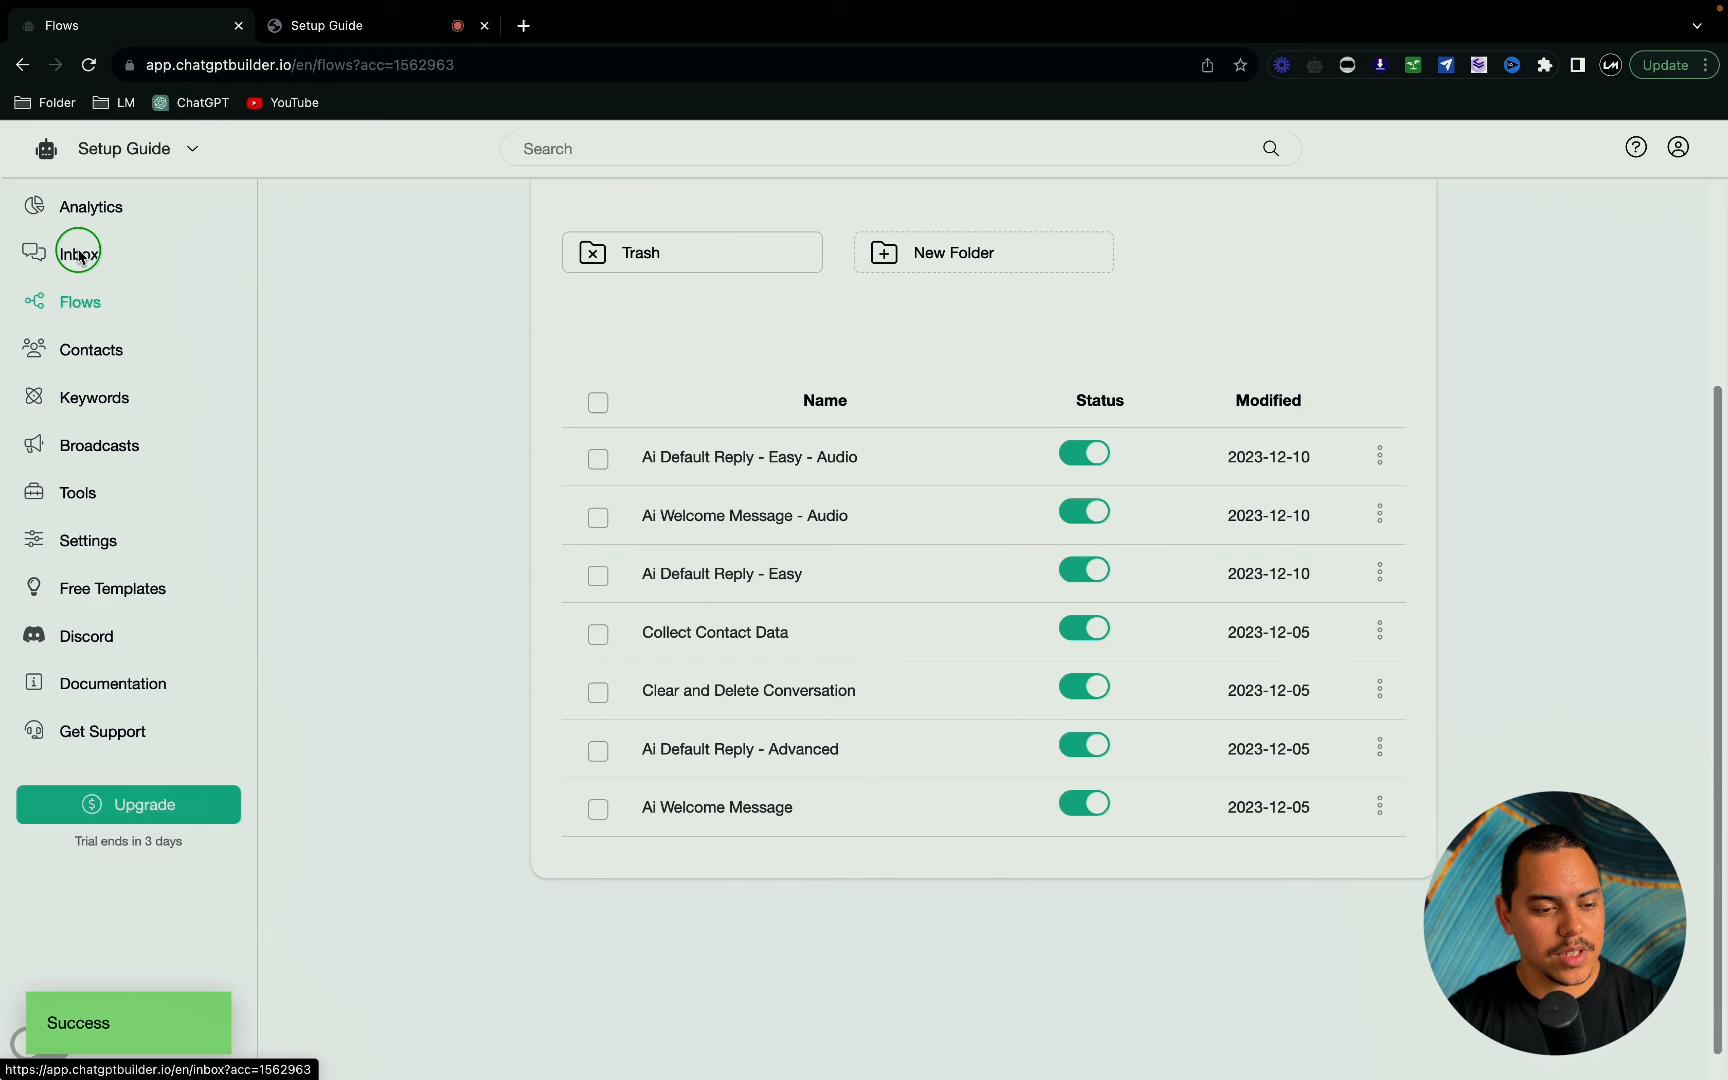 Flows
Setup Guide
app.chatgptbuilder.io/en/flows?acc=1562963
Update
Folder
LM
ChatGPT
YouTube
Setup Guide
Search
Analytics
Inbox
Flows
Contacts
Keywords
Broadcasts
Tools
Settings
Free Templates
Discord
Documentation
Get Support
Upgrade
Trial ends in 3 days
Trash
New Folder
Name Status Modified
Ai Default Reply - Easy - Audio 2023-12-10
Ai Welcome Message - Audio 2023-12-10
Ai Default Reply - Easy 2023-12-10
Collect Contact Data 2023-12-05
Clear and Delete Conversation 2023-12-05
Ai Default Reply - Advanced 2023-12-05
Ai Welcome Message 2023-12-05
Success
https://app.chatgptbuilder.io/en/inbox?acc=1562963